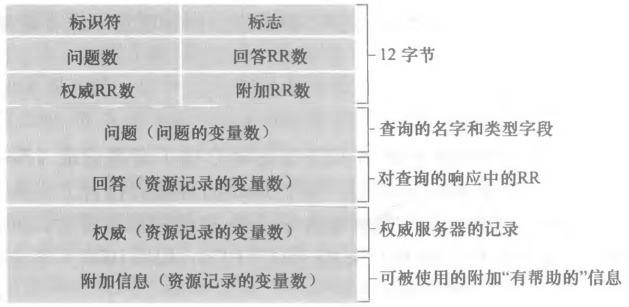 标识符 标志
问题数 回答RR数 12 字节
权威RR数 附加RR数
问题（问题的变量数） 查询的名字和类型字段
回答（资源记录的变量数） 对查询的响应中的RR
权威（资源记录的变量数） 权威服务器的记录
附加信息（资源记录的变量数） 可被使用的附加“有帮助的”信息